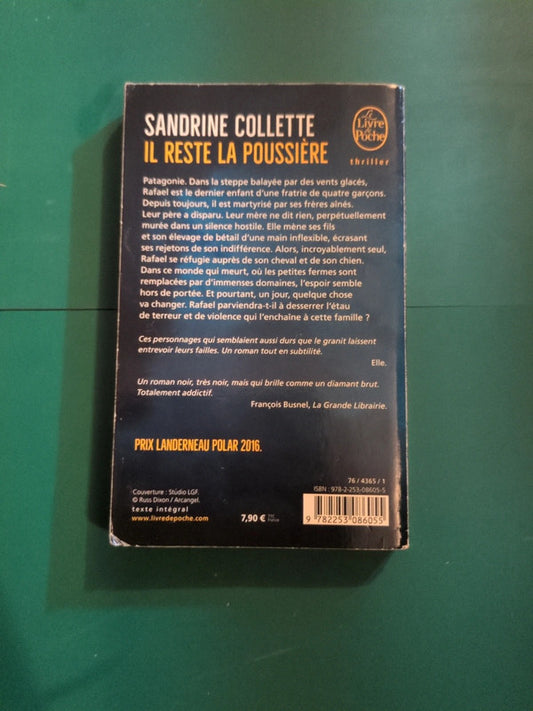 SANDRINE COLLETTE
IL RESTE LA POUSSIÈRE
Le
Livre
de
Poche
thriller
Patagonie. Dans la steppe balayée par des vents glacés,
Rafael est le dernier enfant d'une fratrie de quatre garçons.
Depuis toujours, il est martyrisé par ses frères aînés.
Leur père a disparu. Leur mère ne dit rien, perpétuellement
murée dans un silence hostile. Elle mène ses fils
et son élevage de bétail d'une main inflexible, écrasant
ses rejetons de son indifférence. Alors, incroyablement seul,
Rafael se réfugie auprès de son cheval et de son chien.
Dans ce monde qui meurt, où les petites fermes sont
remplacées par d'immenses domaines, l'espoir semble
hors de portée. Et pourtant, un jour, quelque chose
va changer. Rafael parviendra-t-il à desserrer l'étau
de terreur et de violence qui l'enchaîne à cette famille ?
Ces personnages qui semblaient aussi durs que le granit laissent
entrevoir leurs failles. Un roman tout en subtilité.
Elle.
Un roman noir, très noir, mais qui brille comme un diamant brut.
Totalement addictif.
François Busnel, La Grande Librairie.
PRIX LANDERNEAU POLAR 2016.
Couverture : Studio LGF.
© Russ Dixon / Arcangel.
texte intégral
www.livredepoche.com
7,90 €
France
76 / 4365 / 1
ISBN : 978-2-253-08605-5
9 782253 086055